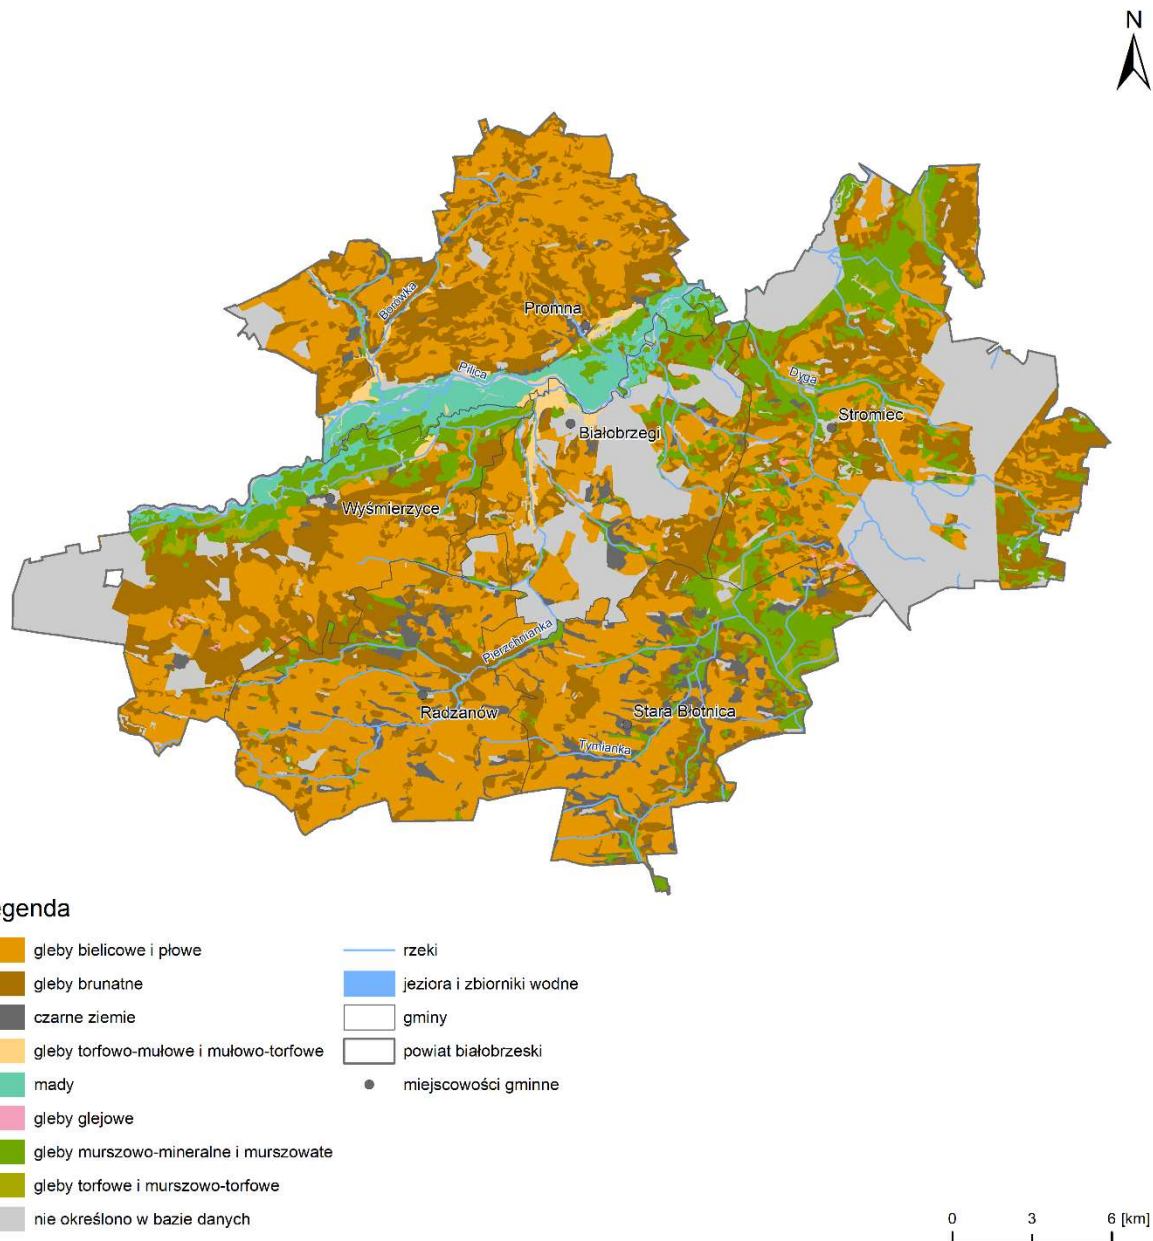 N
Borówka
Promna
Pilica
Dyga
Stromiec
Białobrzegi
Wyśmierzyce
Pierzchnianka
Radzanów
Stara Błotnica
Tymianka
egenda
gleby bielicowe i płowe
gleby brunatne
czarne ziemie
gleby torfowo-mułowe i mułowo-torfowe
mady
gleby glejowe
gleby murszowo-mineralne i murszowate
gleby torfowe i murszowo-torfowe
nie określono w bazie danych
rzeki
jeziora i zbiorniki wodne
gminy
powiat białobrzeski
miejscowości gminne
0 3 6 [km]